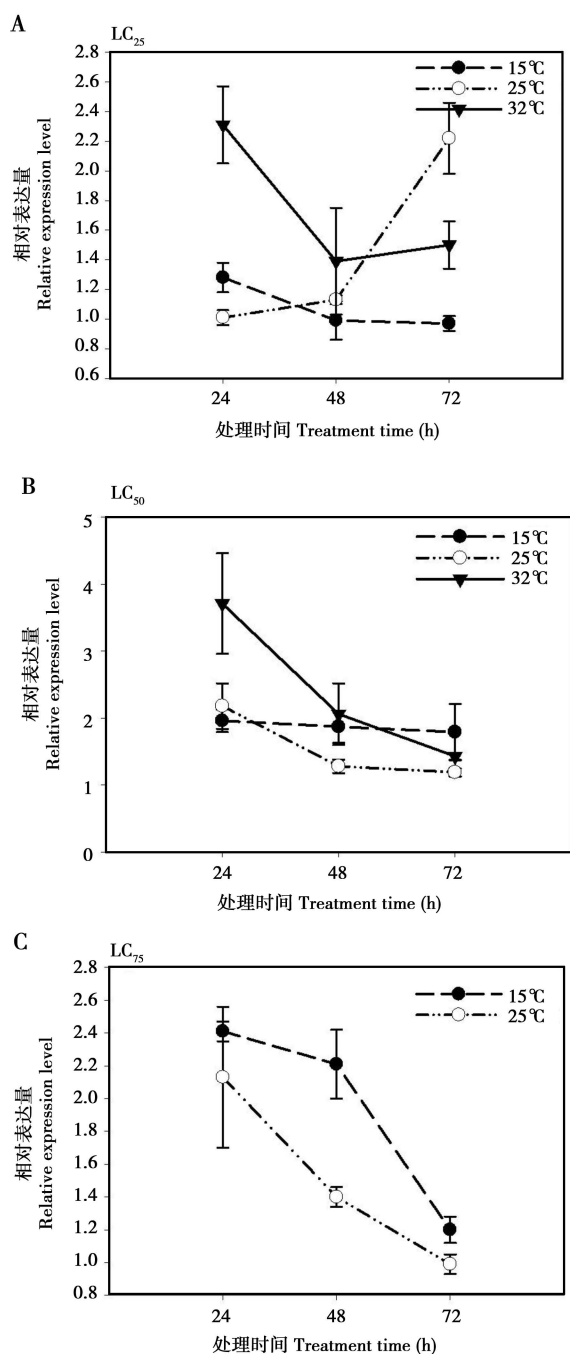 A
LC25
2.8
2.6
2.4
2.2
2.0
1.8
1.6
1.4
1.2
1.0
0.8
0.6
相对表达量
Relative expression level
15℃
25℃
32℃
24 48 72
处理时间 Treatment time (h)
B
LC50
5
4
3
2
1
0
相对表达量
Relative expression level
15℃
25℃
32℃
24 48 72
处理时间 Treatment time (h)
C
LC75
2.8
2.6
2.4
2.2
2.0
1.8
1.6
1.4
1.2
1.0
0.8
相对表达量
Relative expression level
15℃
25℃
24 48 72
处理时间 Treatment time (h)